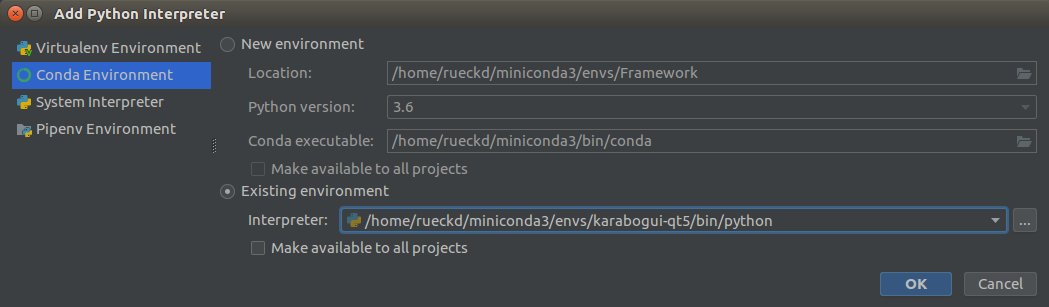 Add Python Interpreter
Virtualenv Environment
Conda Environment
System Interpreter
Pipenv Environment
New environment
Location: /home/rueckd/miniconda3/envs/Framework
Python version: 3.6
Conda executable: /home/rueckd/miniconda3/bin/conda
Make available to all projects
Existing environment
Interpreter: /home/rueckd/miniconda3/envs/karabogui-qt5/bin/python ...
Make available to all projects
OK Cancel